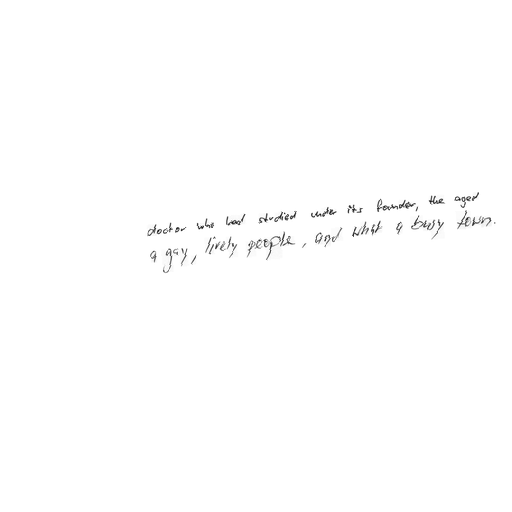 doctor who had studied under its founder, the aged
a gay, lively people, and what a busy town.